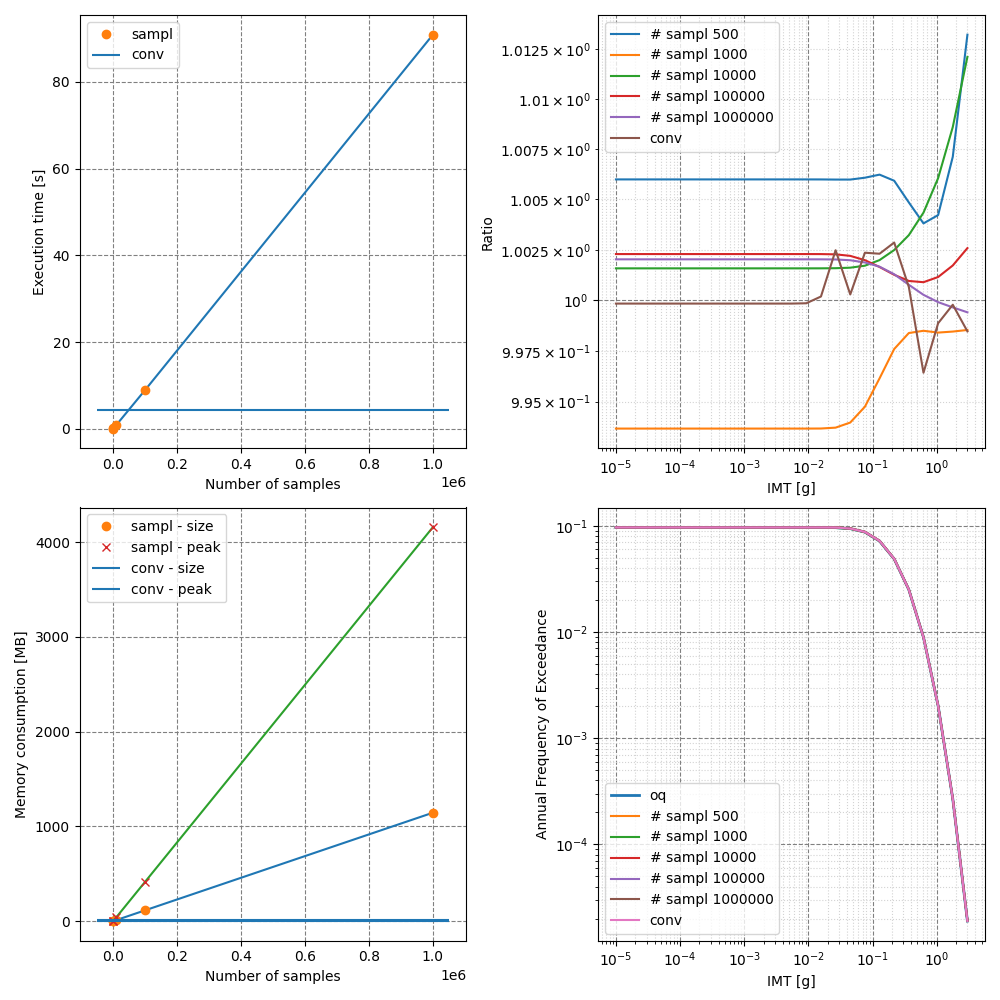 sampl
conv
Execution time [s]
80
60
40
20
0
0.0 0.2 0.4 0.6 0.8 1.0
1e6
Number of samples
# sampl 500
# sampl 1000
# sampl 10000
# sampl 100000
# sampl 1000000
conv
Ratio
1.0125 × 10⁰
1.01 × 10⁰
1.0075 × 10⁰
1.005 × 10⁰
1.0025 × 10⁰
10⁰
9.975 × 10⁻¹
9.95 × 10⁻¹
10⁻⁵ 10⁻⁴ 10⁻³ 10⁻² 10⁻¹ 10⁰
IMT [g]
sampl - size
sampl - peak
conv - size
conv - peak
Memory consumption [MB]
4000
3000
2000
1000
0
0.0 0.2 0.4 0.6 0.8 1.0
1e6
Number of samples
Annual Frequency of Exceedance
10⁻¹
10⁻²
10⁻³
10⁻⁴
oq
# sampl 500
# sampl 1000
# sampl 10000
# sampl 100000
# sampl 1000000
conv
10⁻⁵ 10⁻⁴ 10⁻³ 10⁻² 10⁻¹ 10⁰
IMT [g]